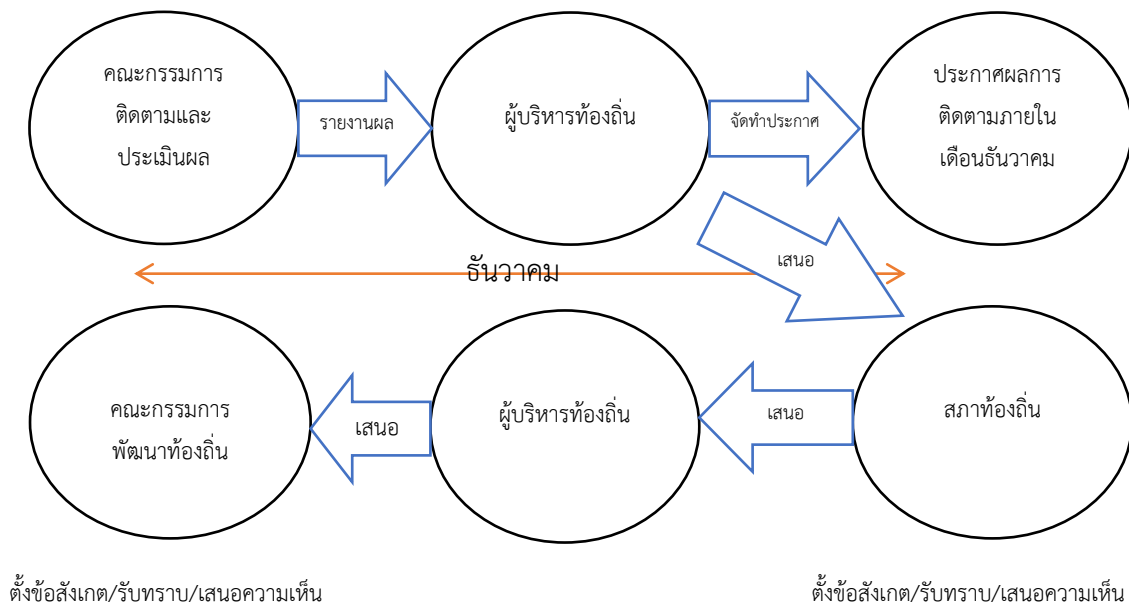 คณะกรรมการ
ติดตามและ
ประเมินผล
รายงานผล
ผู้บริหารท้องถิ่น
จัดทำประกาศ
ประกาศผลการ
ติดตามภายใน
เดือนธันวาคม
เสนอ
ธันวาคม
คณะกรรมการ
พัฒนาท้องถิ่น
เสนอ
ผู้บริหารท้องถิ่น
เสนอ
สภาท้องถิ่น
ตั้งข้อสังเกต/รับทราบ/เสนอความเห็น
ตั้งข้อสังเกต/รับทราบ/เสนอความเห็น